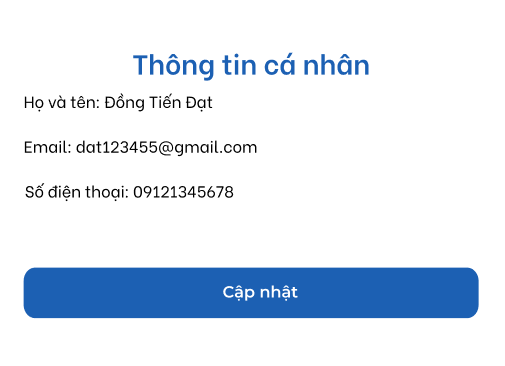 Thông tin cá nhân
Họ và tên: Đồng Tiến Đạt
Email: dat123455@gmail.com
Số điện thoại: 09121345678
Cập nhật